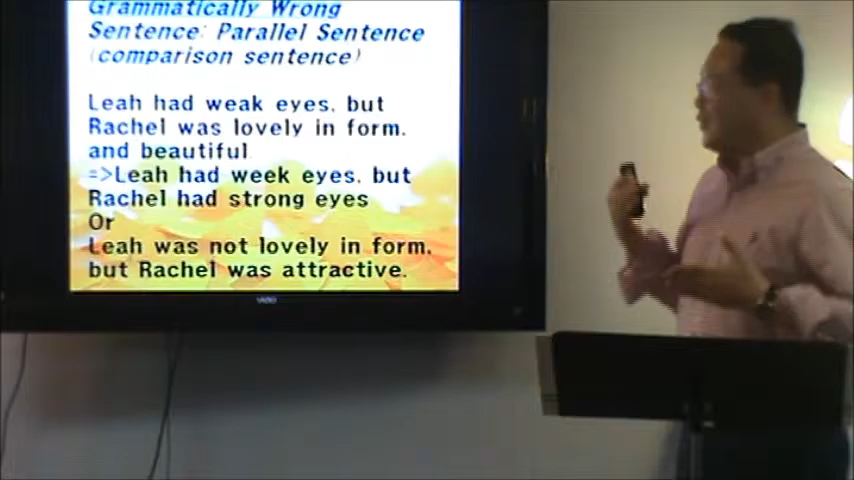 Grammatically Wrong
Sentence: Parallel Sentence
(comparison sentence)
Leah had weak eyes, but
Rachel was lovely in form,
and beautiful
=>Leah had week eyes, but
Rachel had strong eyes
Or
Leah was not lovely in form,
but Rachel was attractive.
VIZIO